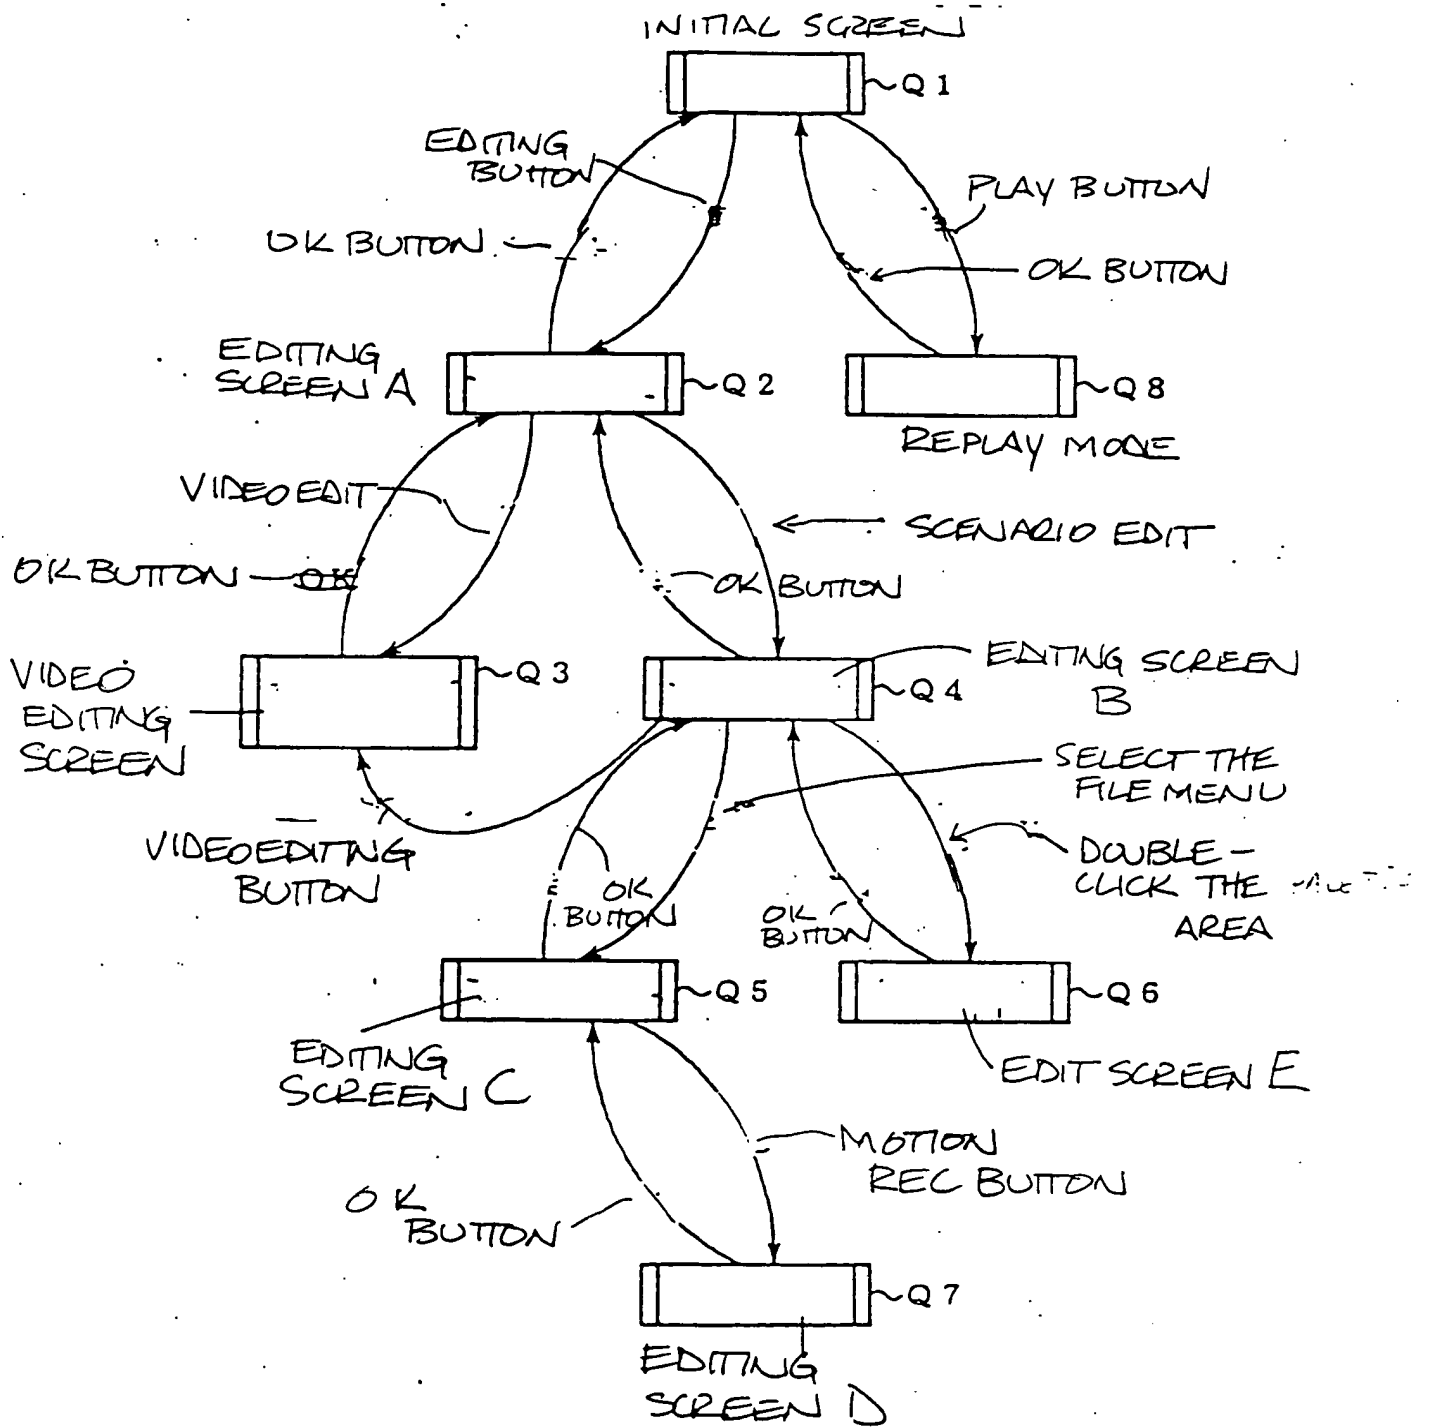 INITIAL SCREEN
Q1
EDITING
BUTTON
PLAY BUTTON
OK BUTTON
OK BUTTON
EDITING
SCREEN A
Q2
Q8
REPLAY MODE
VIDEO EDIT
SCENARIO EDIT
OK BUTTON
OK
OK BUTTON
VIDEO
EDITING
SCREEN
Q3
Q4
EDITING SCREEN
B
SELECT THE
FILE MENU
VIDEO EDITING
BUTTON
OK
BUTTON
OK
BUTTON
DOUBLE-
CLICK THE
AREA
Q5
Q6
EDITING
SCREEN C
EDIT SCREEN E
MOTION
REC BUTTON
OK
BUTTON
Q7
EDITING
SCREEN D